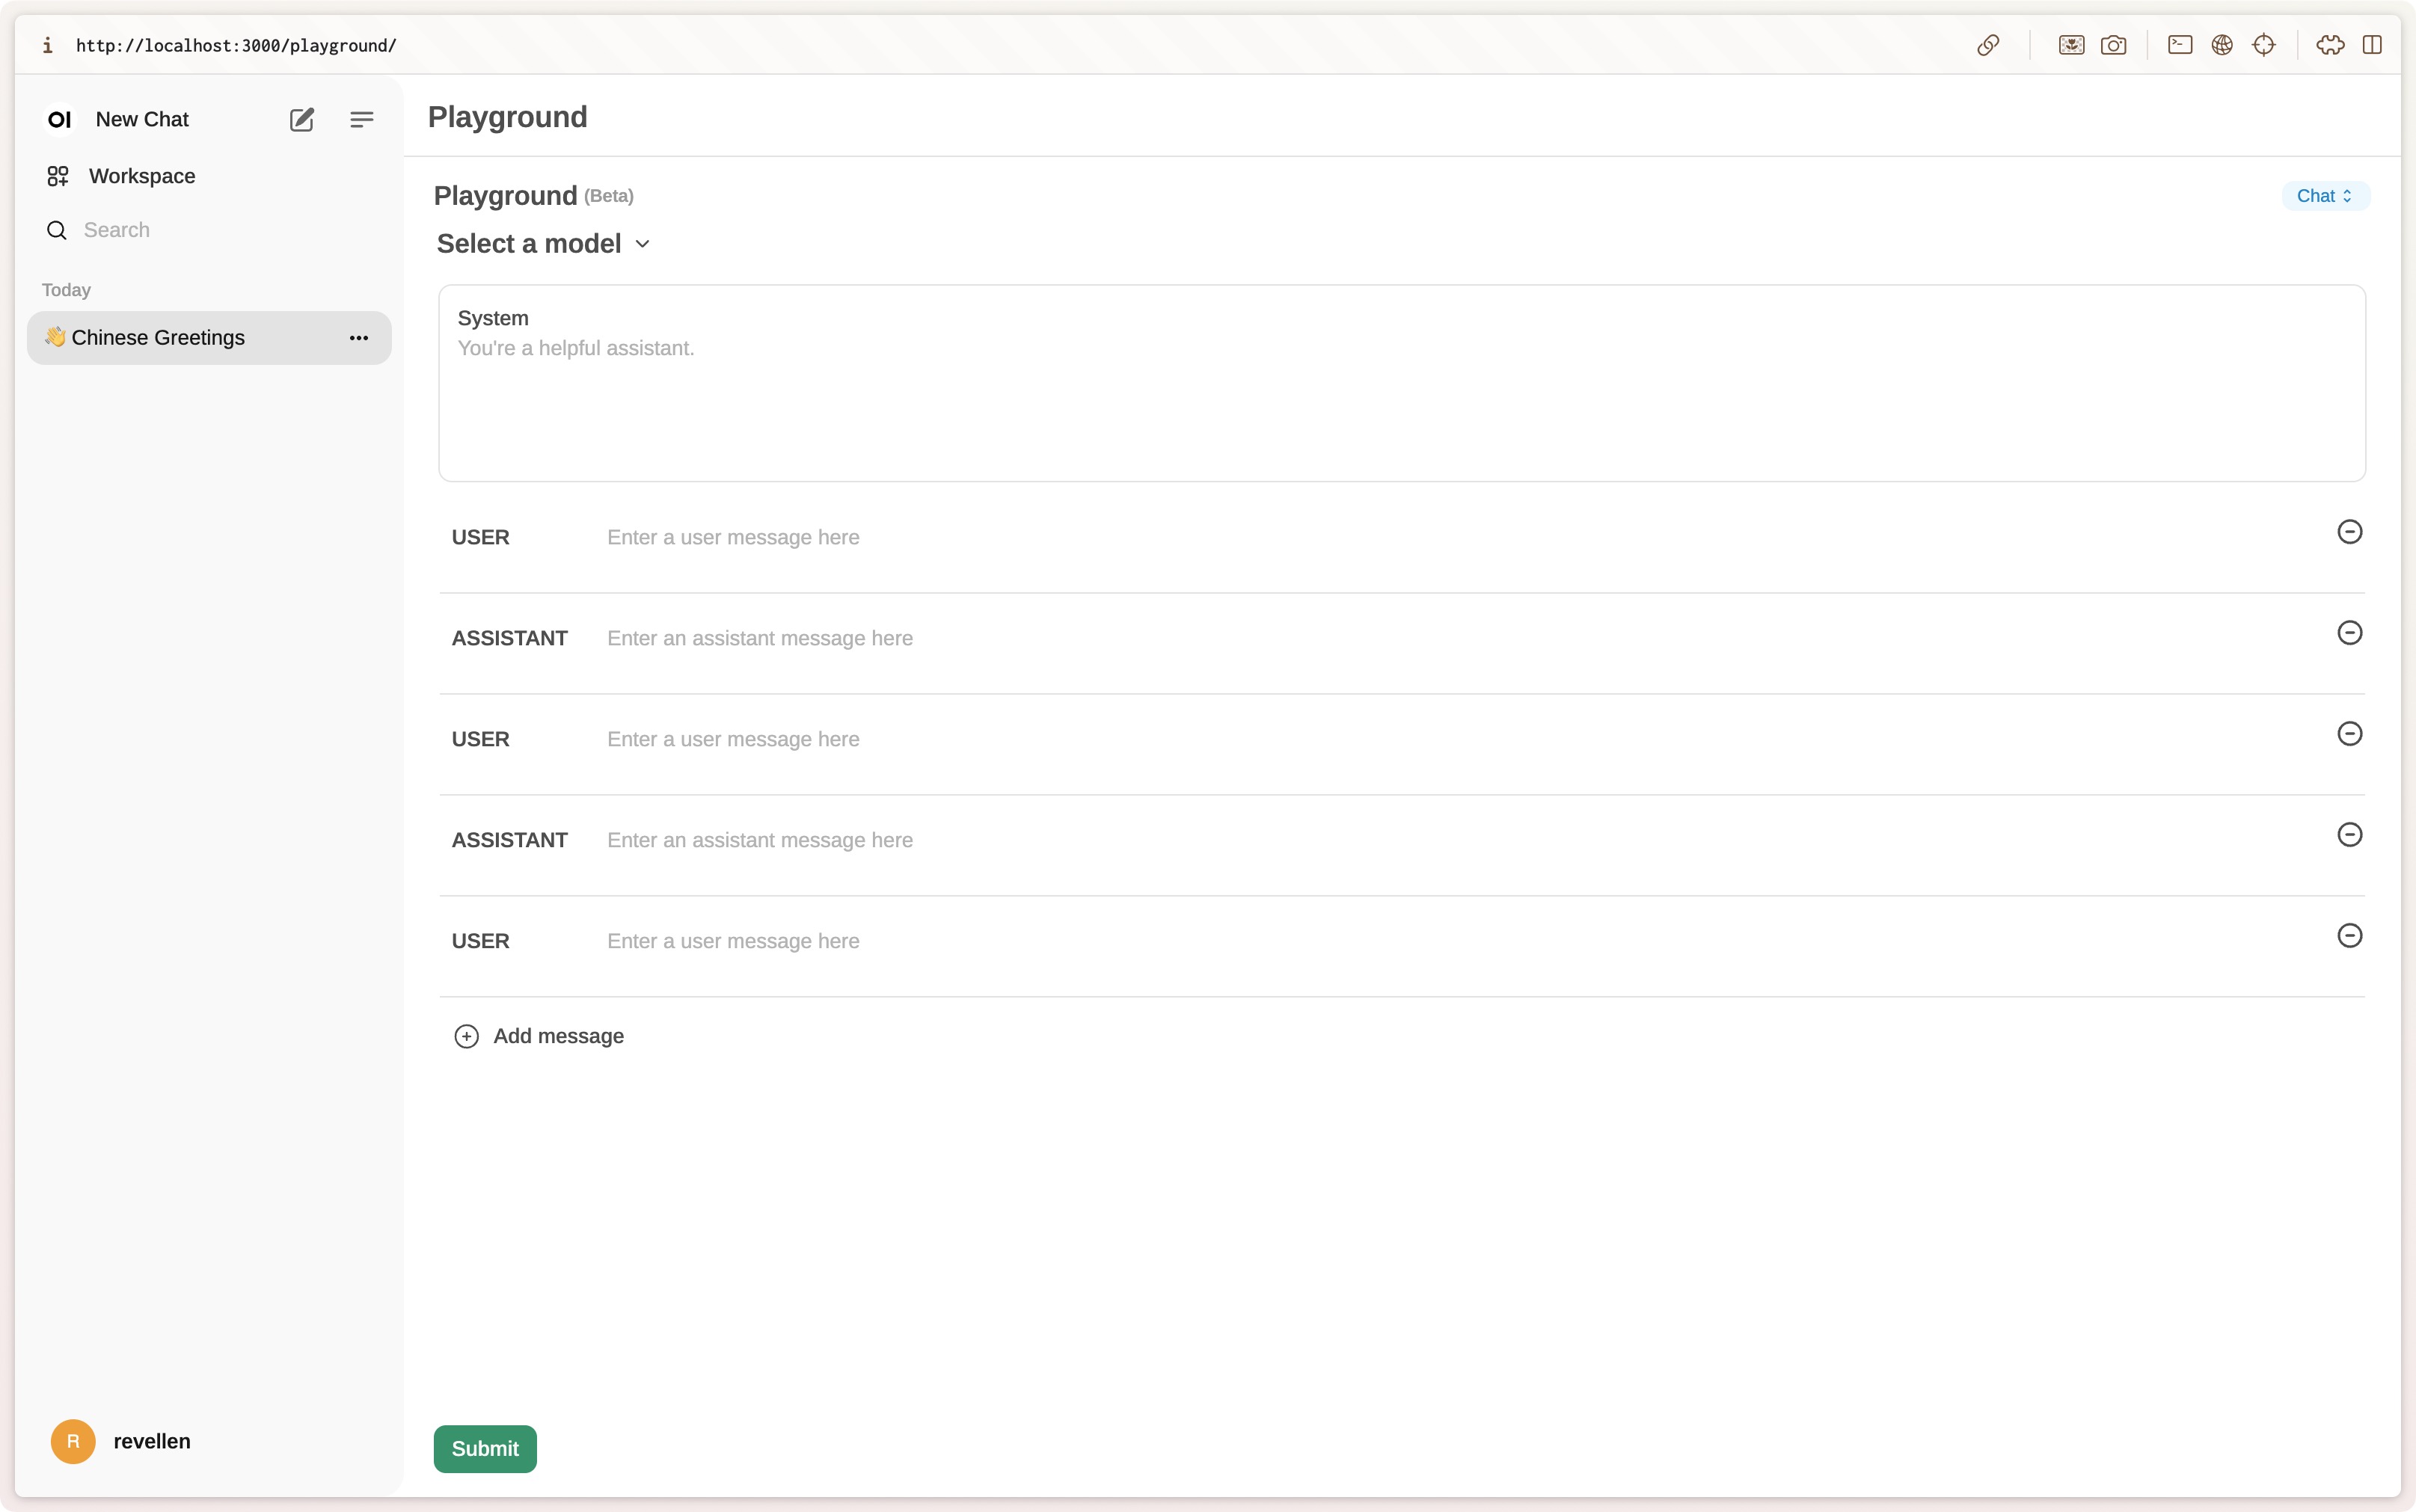 i http://localhost:3000/playground/
OI New Chat
Workspace
Search
Today
👋 Chinese Greetings
R revellen
Playground
Playground (Beta)
Chat
Select a model
System
You're a helpful assistant.
USER Enter a user message here
ASSISTANT Enter an assistant message here
USER Enter a user message here
ASSISTANT Enter an assistant message here
USER Enter a user message here
Add message
Submit